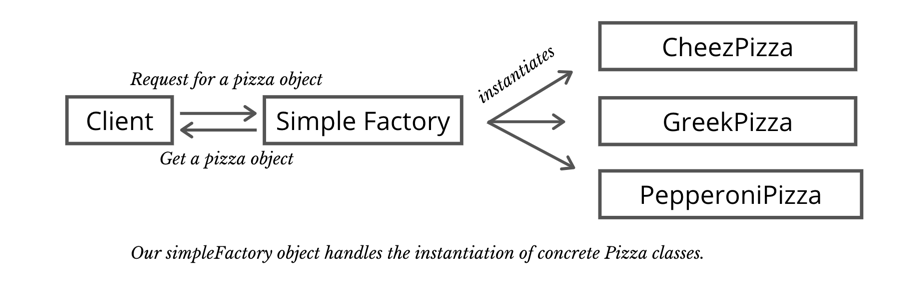 Request for a pizza object
Client
Simple Factory
Get a pizza object
instantiates
CheezPizza
GreekPizza
PepperoniPizza
Our simpleFactory object handles the instantiation of concrete Pizza classes.